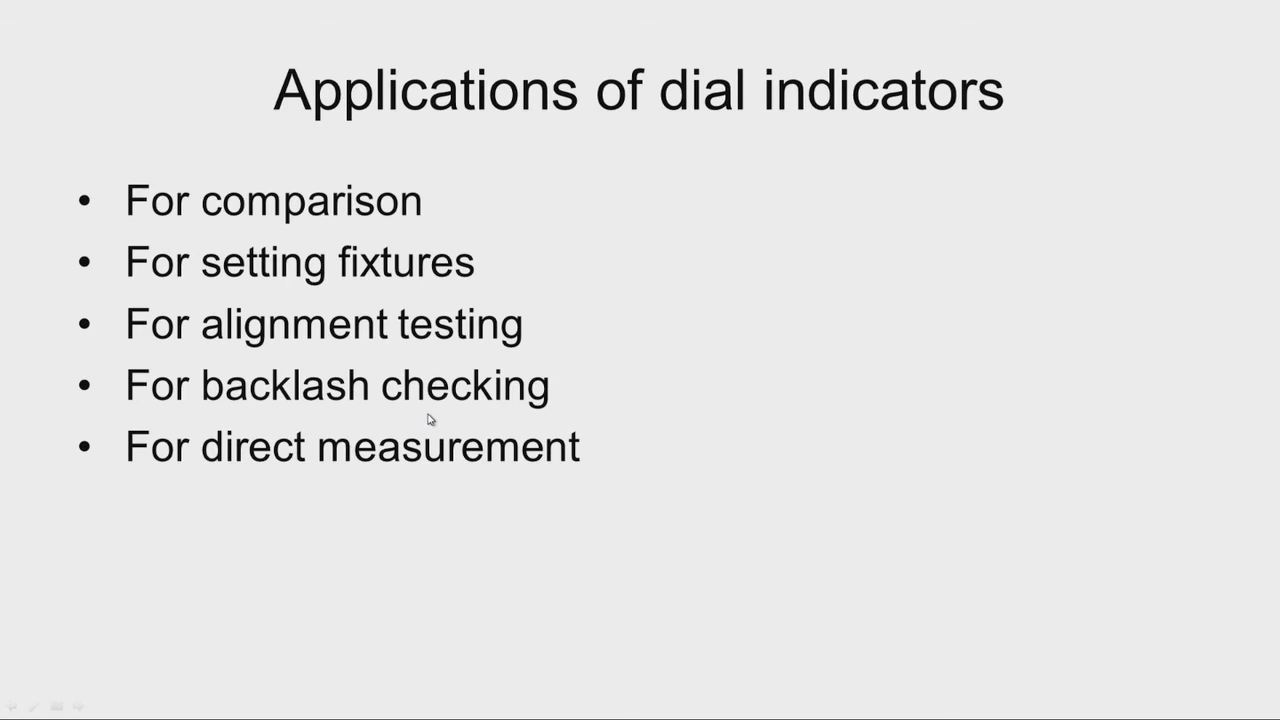 Applications of dial indicators
• For comparison
• For setting fixtures
• For alignment testing
• For backlash checking
• For direct measurement